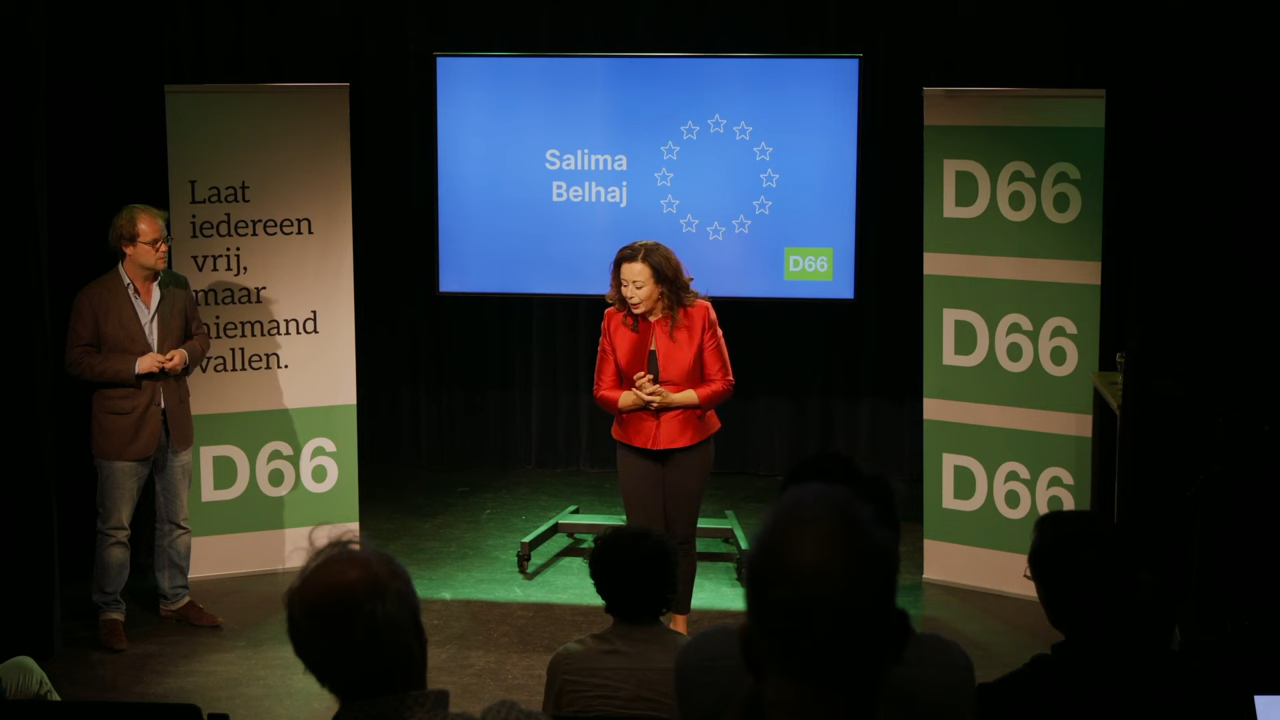 Laat
iedereen
vrij,
maar
niemand
vallen.
D66
Salima
Belhaj
D66
D66
D66
D66